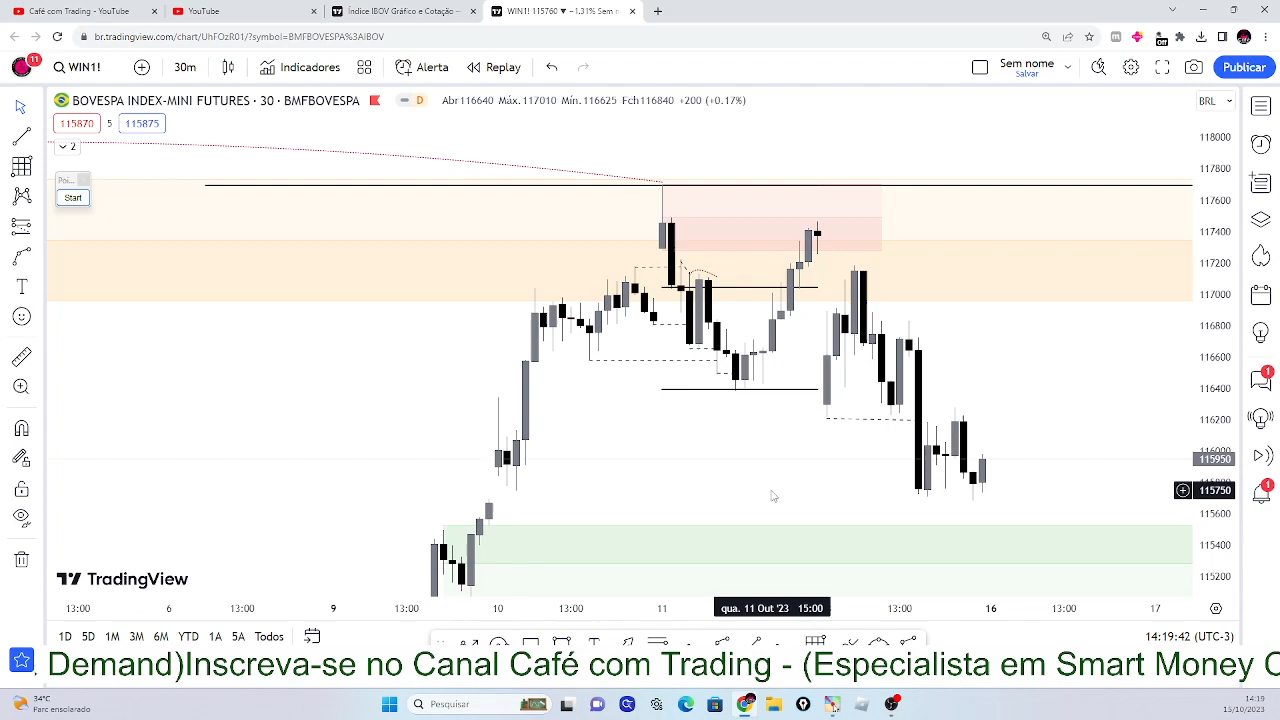 Café com Trading - YouTube
YouTube
Índice IBOV Gráfico e Cotação —
WIN1! 115760 ▼ −1.31% Sem n
br.tradingview.com/chart/UhFOzR01/?symbol=BMFBOVESPA%3AIBOV
11
WIN1!
30m
Indicadores
Alerta
Replay
Sem nome
Salvar
Publicar
BOVESPA INDEX-MINI FUTURES · 30 · BMFBOVESPA
D
Abr116640 Máx.117010 Mín.116625 Fch116840 +200 (+0.17%)
BRL
115870
5
115875
2
Poi...
Start
118000
117800
117600
117400
117200
117000
116800
116600
116400
116200
115950
115750
115600
115400
115200
1
1
TradingView
13:00
6
13:00
9
13:00
10
13:00
11
qua. 11 Out '23 15:00
13:00
16
13:00
17
1D
5D
1M
3M
6M
YTD
1A
5A
Todos
14:19:42 (UTC-3)
Demand)Inscreva-se no Canal Café com Trading - (Especialista em Smart Money C
34°C
Parc ensolarado
Pesquisar
14:19
15/10/2023